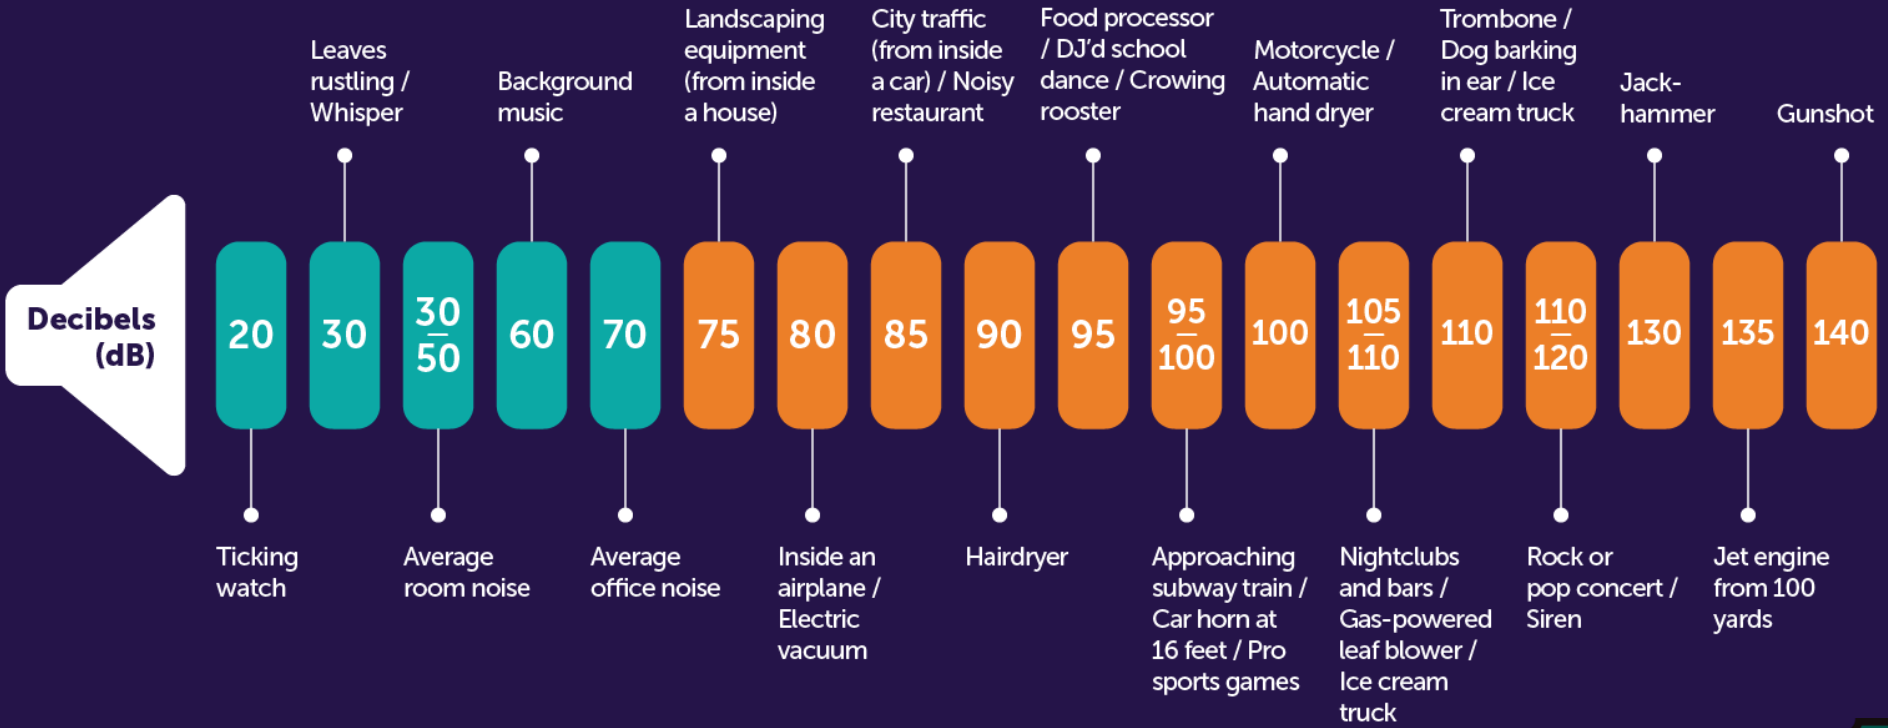 Decibels
(dB)
20
Ticking
watch
30
Leaves
rustling /
Whisper
30
50
Average
room noise
60
Background
music
70
Average
office noise
75
Landscaping
equipment
(from inside
a house)
80
Inside an
airplane /
Electric
vacuum
85
City traffic
(from inside
a car) / Noisy
restaurant
90
Hairdryer
95
Food processor
/ DJ’d school
dance / Crowing
rooster
95
100
Approaching
subway train /
Car horn at
16 feet / Pro
sports games
100
Motorcycle /
Automatic
hand dryer
105
110
Nightclubs
and bars /
Gas-powered
leaf blower /
Ice cream
truck
110
Trombone /
Dog barking
in ear / Ice
cream truck
110
120
Rock or
pop concert /
Siren
130
Jack-
hammer
135
Jet engine
from 100
yards
140
Gunshot